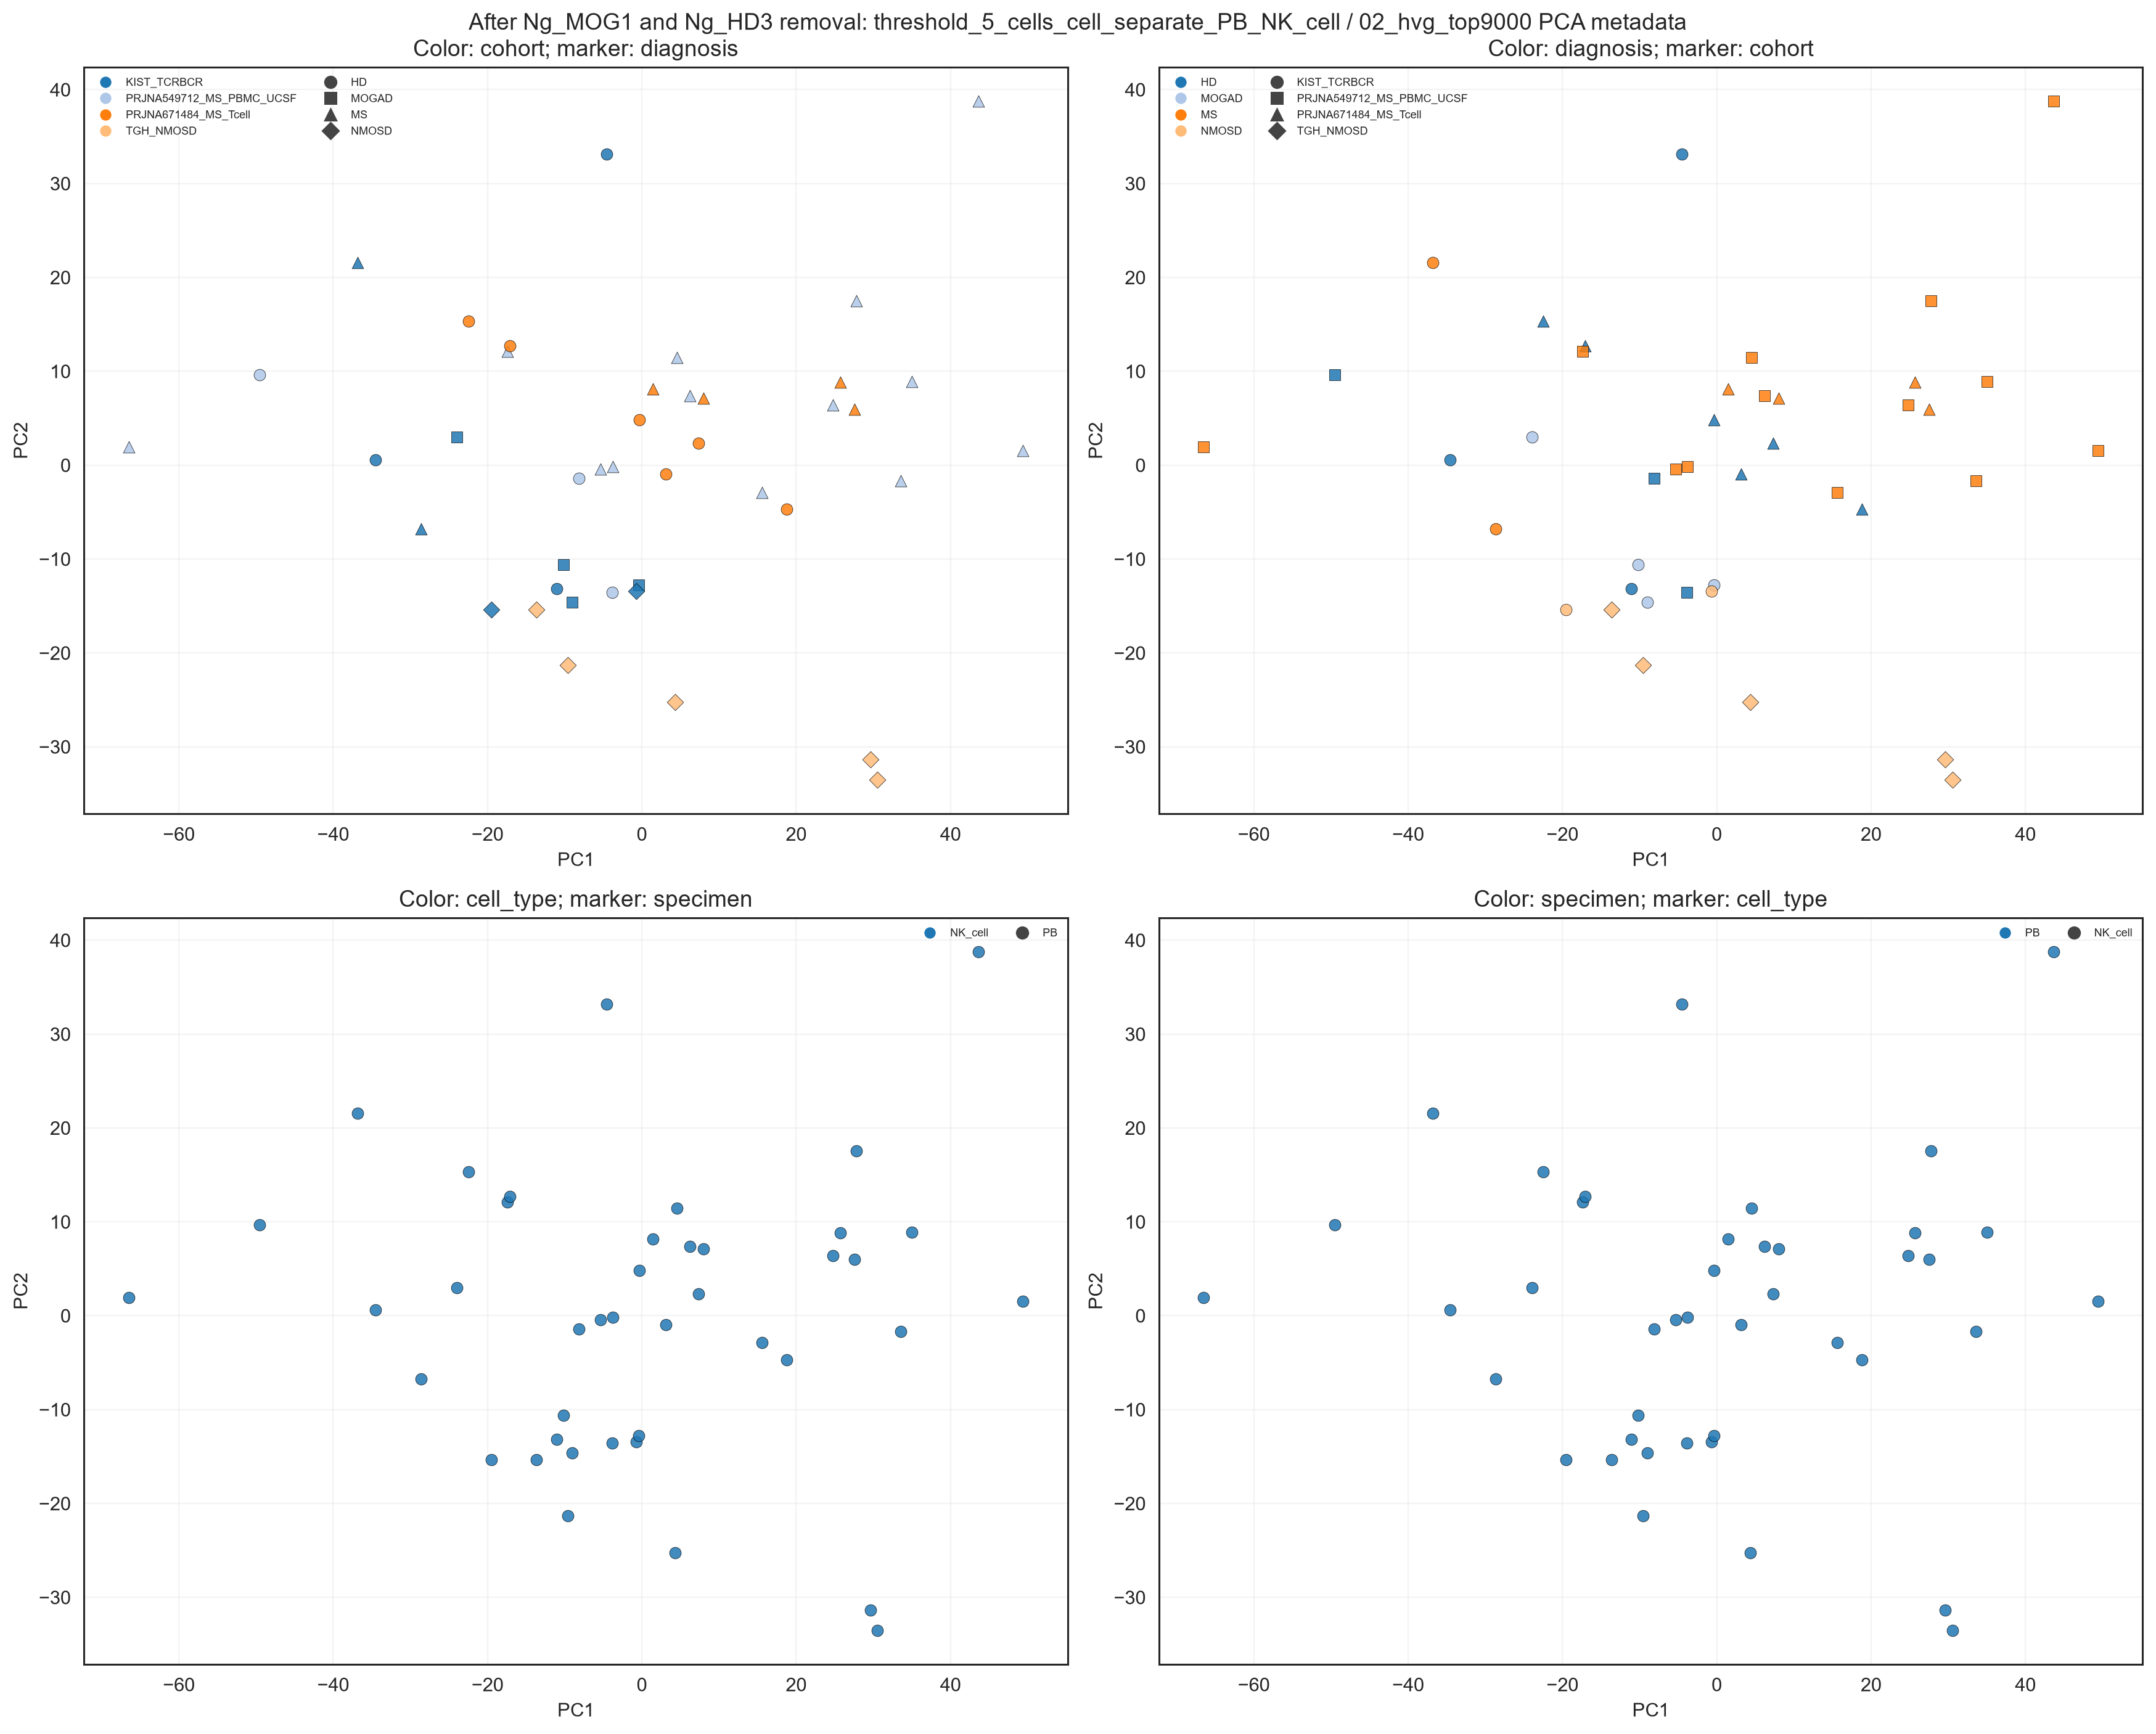 After Ng_MOG1 and Ng_HD3 removal: threshold_5_cells_cell_separate_PB_NK_cell / 02_hvg_top9000 PCA metadata
Color: cohort; marker: diagnosis
KIST_TCRBCR
PRJNA549712_MS_PBMC_UCSF
PRJNA671484_MS_Tcell
TGH_NMOSD
HD
MOGAD
MS
NMOSD
40
30
20
10
0
−10
−20
−30
PC2
−60
−40
−20
0
20
40
PC1
Color: diagnosis; marker: cohort
HD
MOGAD
MS
NMOSD
KIST_TCRBCR
PRJNA549712_MS_PBMC_UCSF
PRJNA671484_MS_Tcell
TGH_NMOSD
40
30
20
10
0
−10
−20
−30
PC2
−60
−40
−20
0
20
40
PC1
Color: cell_type; marker: specimen
NK_cell
PB
40
30
20
10
0
−10
−20
−30
PC2
−60
−40
−20
0
20
40
PC1
Color: specimen; marker: cell_type
PB
NK_cell
40
30
20
10
0
−10
−20
−30
PC2
−60
−40
−20
0
20
40
PC1